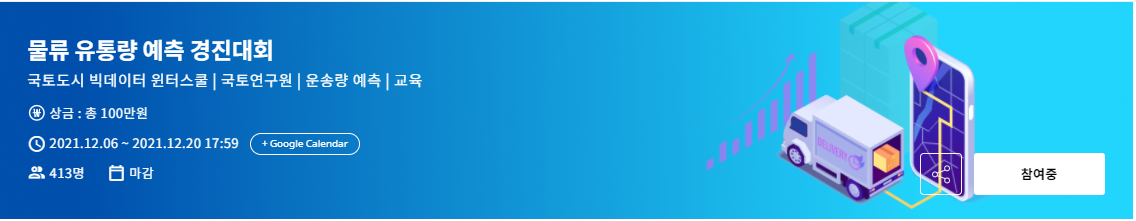 물류 유통량 예측 경진대회
국토도시 빅데이터 윈터스쿨 | 국토연구원 | 운송량 예측 | 교육
₩ 상금 : 총 100만원
2021.12.06 ~ 2021.12.20 17:59 + Google Calendar
413명 마감
DELIVERY
참여중